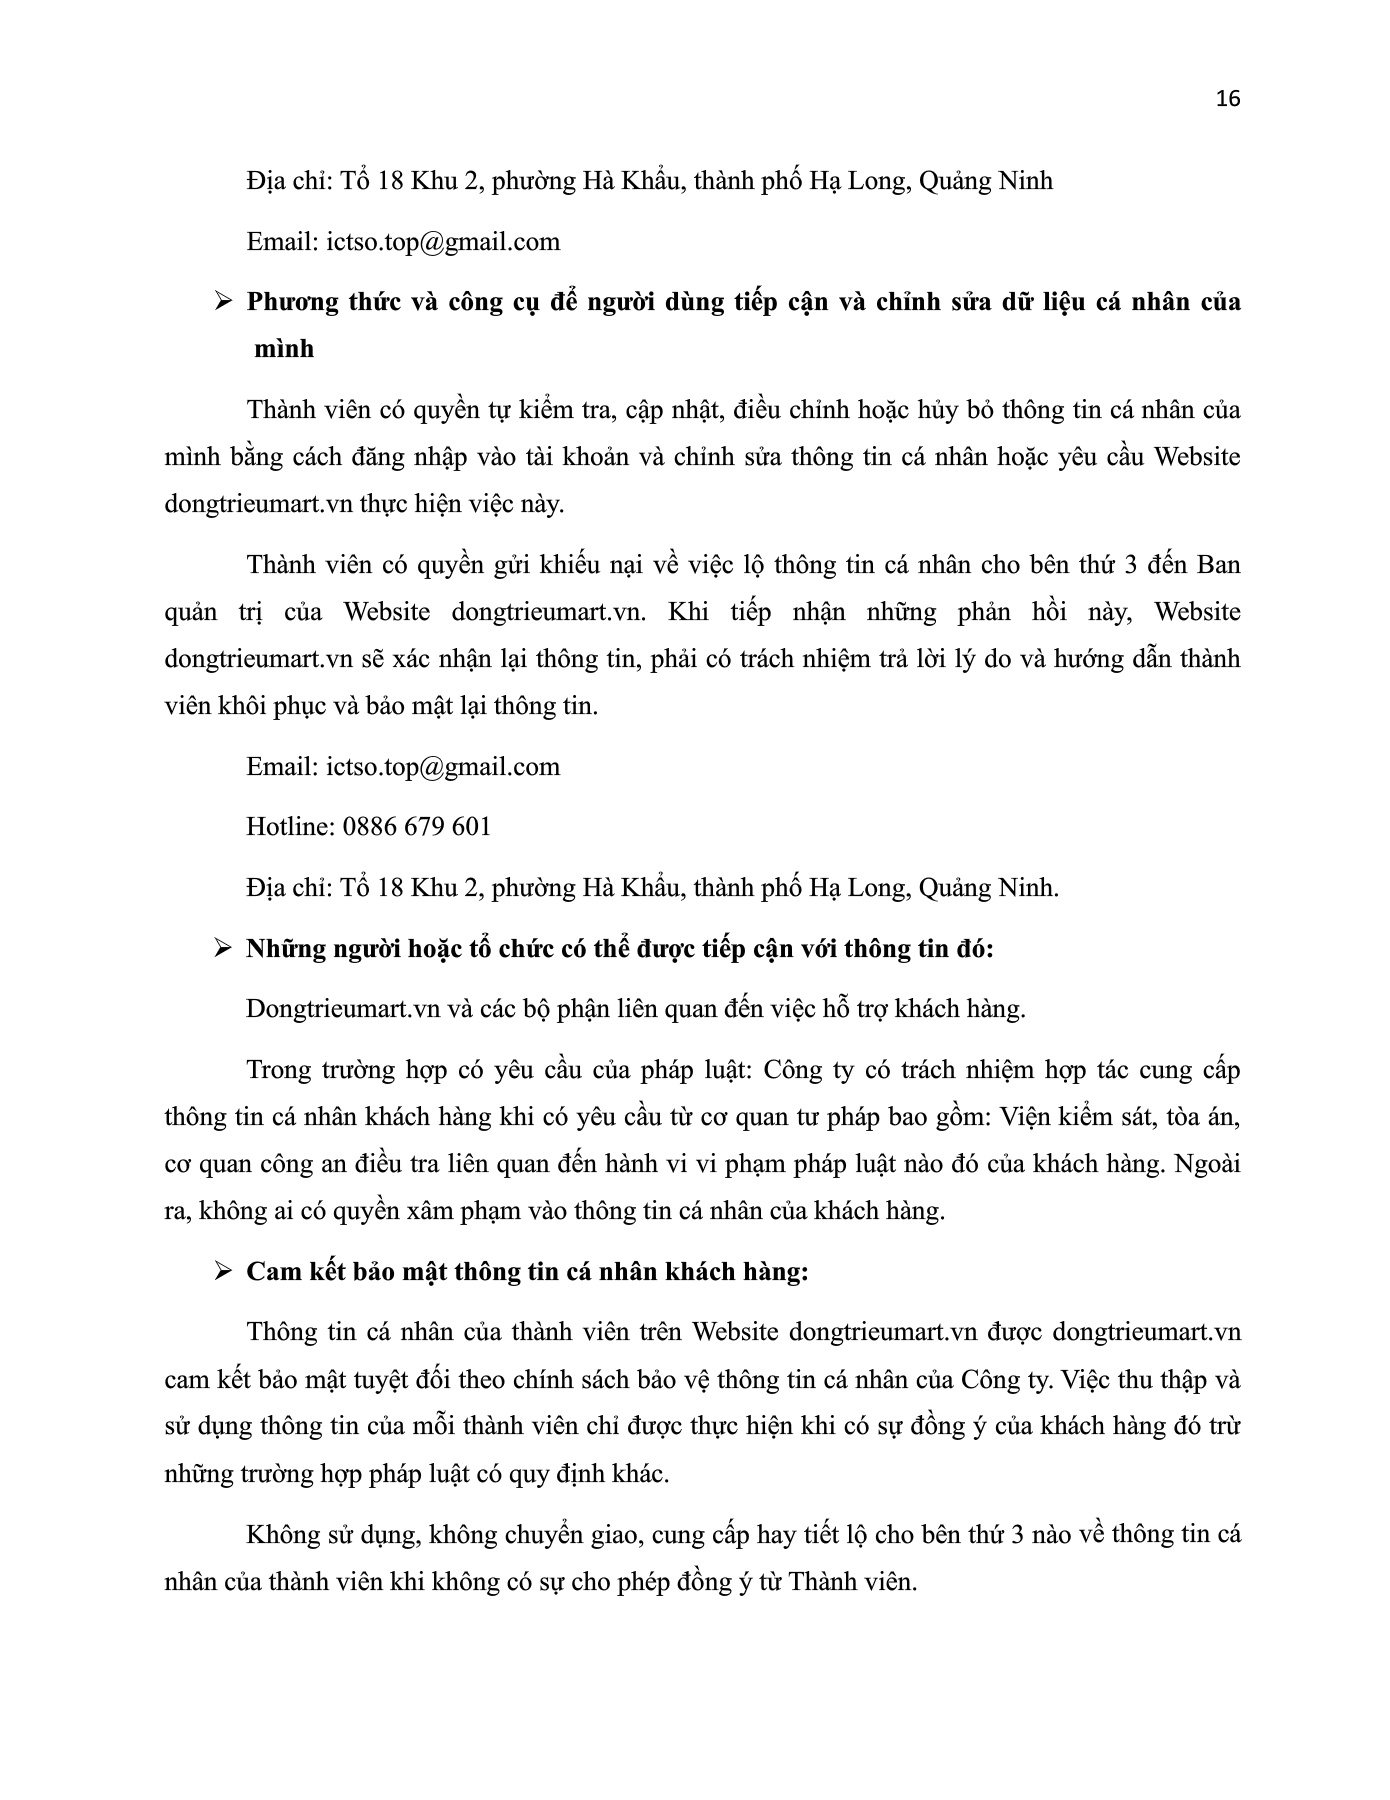 16
Địa chỉ: Tổ 18 Khu 2, phường Hà Khẩu, thành phố Hạ Long, Quảng Ninh
Email: ictso.top@gmail.com
➢ Phương thức và công cụ để người dùng tiếp cận và chỉnh sửa dữ liệu cá nhân của
mình
Thành viên có quyền tự kiểm tra, cập nhật, điều chỉnh hoặc hủy bỏ thông tin cá nhân của
mình bằng cách đăng nhập vào tài khoản và chỉnh sửa thông tin cá nhân hoặc yêu cầu Website
dongtrieumart.vn thực hiện việc này.
Thành viên có quyền gửi khiếu nại về việc lộ thông tin cá nhân cho bên thứ 3 đến Ban
quản trị của Website dongtrieumart.vn. Khi tiếp nhận những phản hồi này, Website
dongtrieumart.vn sẽ xác nhận lại thông tin, phải có trách nhiệm trả lời lý do và hướng dẫn thành
viên khôi phục và bảo mật lại thông tin.
Email: ictso.top@gmail.com
Hotline: 0886 679 601
Địa chỉ: Tổ 18 Khu 2, phường Hà Khẩu, thành phố Hạ Long, Quảng Ninh.
➢ Những người hoặc tổ chức có thể được tiếp cận với thông tin đó:
Dongtrieumart.vn và các bộ phận liên quan đến việc hỗ trợ khách hàng.
Trong trường hợp có yêu cầu của pháp luật: Công ty có trách nhiệm hợp tác cung cấp
thông tin cá nhân khách hàng khi có yêu cầu từ cơ quan tư pháp bao gồm: Viện kiểm sát, tòa án,
cơ quan công an điều tra liên quan đến hành vi vi phạm pháp luật nào đó của khách hàng. Ngoài
ra, không ai có quyền xâm phạm vào thông tin cá nhân của khách hàng.
➢ Cam kết bảo mật thông tin cá nhân khách hàng:
Thông tin cá nhân của thành viên trên Website dongtrieumart.vn được dongtrieumart.vn
cam kết bảo mật tuyệt đối theo chính sách bảo vệ thông tin cá nhân của Công ty. Việc thu thập và
sử dụng thông tin của mỗi thành viên chỉ được thực hiện khi có sự đồng ý của khách hàng đó trừ
những trường hợp pháp luật có quy định khác.
Không sử dụng, không chuyển giao, cung cấp hay tiết lộ cho bên thứ 3 nào về thông tin cá
nhân của thành viên khi không có sự cho phép đồng ý từ Thành viên.